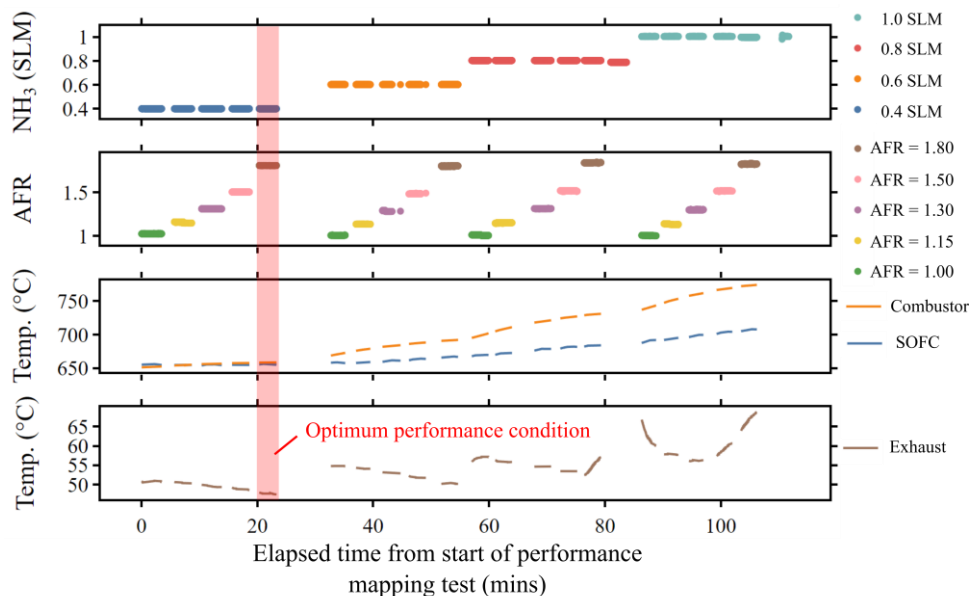 NH₃ (SLM)
1
0.8
0.6
0.4
1.0 SLM
0.8 SLM
0.6 SLM
0.4 SLM
AFR
1.5
1
AFR = 1.80
AFR = 1.50
AFR = 1.30
AFR = 1.15
AFR = 1.00
Temp. (°C)
750
700
650
Combustor
SOFC
Temp. (°C)
65
60
55
50
Optimum performance condition
Exhaust
0 20 40 60 80 100
Elapsed time from start of performance
mapping test (mins)